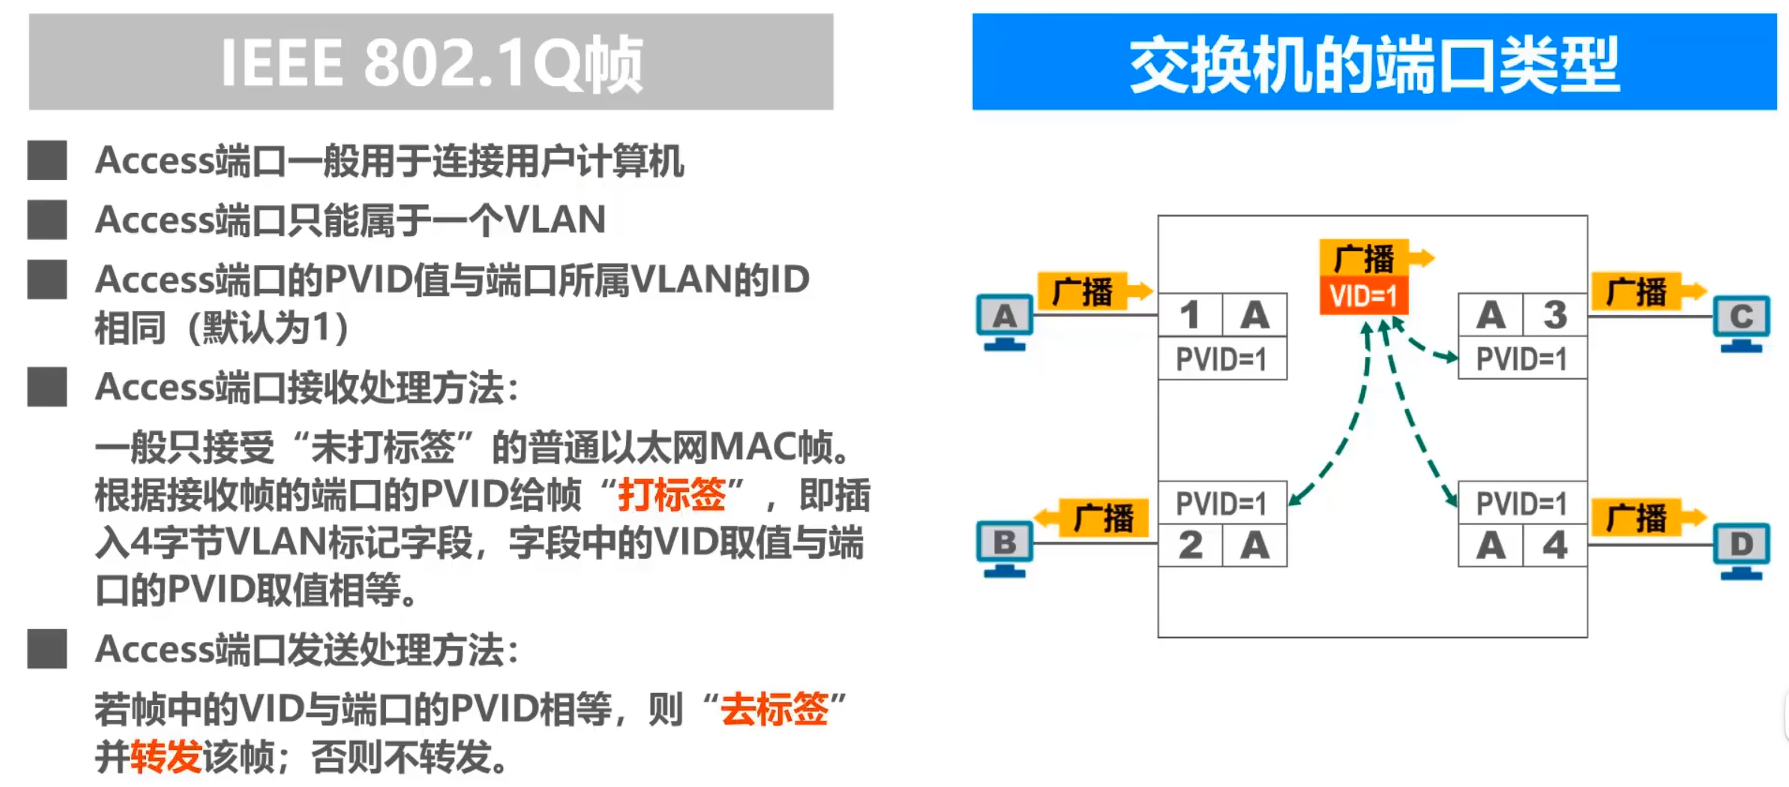 IEEE 802.1Q帧
Access端口一般用于连接用户计算机
Access端口只能属于一个VLAN
Access端口的PVID值与端口所属VLAN的ID
相同（默认为1）
Access端口接收处理方法：
一般只接受“未打标签”的普通以太网MAC帧。
根据接收帧的端口的PVID给帧“打标签”，即插
入4字节VLAN标记字段，字段中的VID取值与端
口的PVID取值相等。
Access端口发送处理方法：
若帧中的VID与端口的PVID相等，则“去标签”
并转发该帧；否则不转发。
交换机的端口类型
广播
VID=1
A
广播
1 A
PVID=1
A 3
PVID=1
广播
C
B
广播
PVID=1
2 A
PVID=1
A 4
广播
D